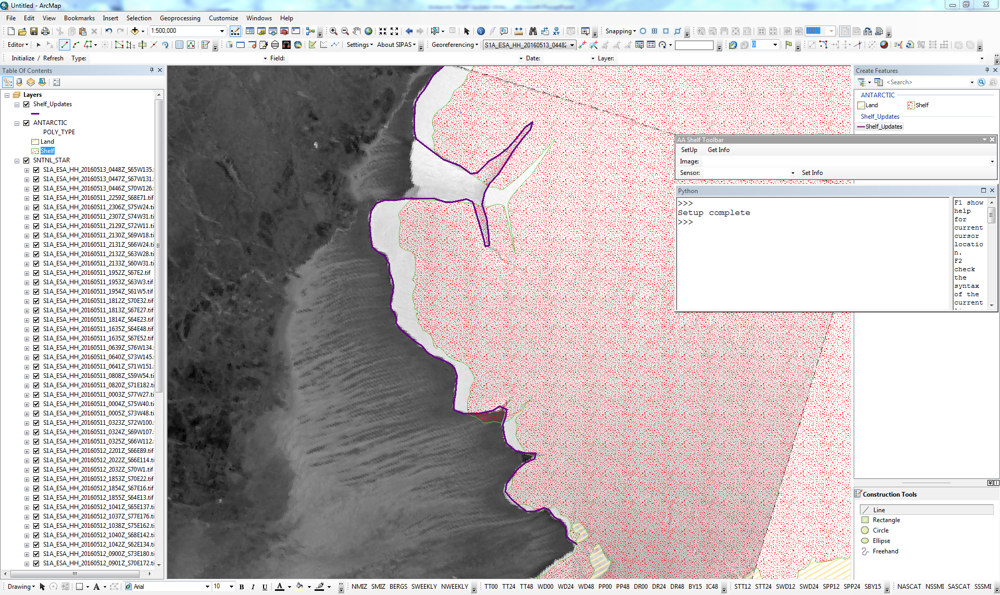 Untitled - ArcMap
File Edit View Bookmarks Insert Selection Geoprocessing Customize Windows Help
1:500,000 Snapping 100%
Editor Settings About SIPAS Georeferencing S1A_ESA_HH_20160513_0448Z 0
Initialize / Refresh Type: Field: Date: Layer:
Table Of Contents
Layers
Shelf_Updates
ANTARCTIC
POLY_TYPE
Land
Shelf
SNTNL_STAR
S1A_ESA_HH_20160513_0448Z_S65W135.
S1A_ESA_HH_20160513_0447Z_S67W131.
S1A_ESA_HH_20160513_0446Z_S70W126.
S1A_ESA_HH_20160511_2259Z_S68E71.tif
S1A_ESA_HH_20160511_2306Z_S75W24.tif
S1A_ESA_HH_20160511_2307Z_S74W31.tif
S1A_ESA_HH_20160511_2129Z_S72W11.ti
S1A_ESA_HH_20160511_2130Z_S69W18.ti
S1A_ESA_HH_20160511_2131Z_S66W24.ti
S1A_ESA_HH_20160511_2132Z_S63W28.ti
S1A_ESA_HH_20160511_2133Z_S60W31.ti
S1A_ESA_HH_20160511_1952Z_S67E2.tif
S1A_ESA_HH_20160511_1953Z_S63W3.tif
S1A_ESA_HH_20160511_1954Z_S61W5.tif
S1A_ESA_HH_20160511_1812Z_S70E32.tif
S1A_ESA_HH_20160511_1813Z_S67E27.tif
S1A_ESA_HH_20160511_1814Z_S64E23.tif
S1A_ESA_HH_20160511_1635Z_S64E48.tif
S1A_ESA_HH_20160511_1635Z_S67E52.tif
S1A_ESA_HH_20160511_0639Z_S76W134.
S1A_ESA_HH_20160511_0640Z_S73W145.
S1A_ESA_HH_20160511_0641Z_S71W151.
S1A_ESA_HH_20160511_0808Z_S59W54.ti
S1A_ESA_HH_20160511_0820Z_S71E182.ti
S1A_ESA_HH_20160511_0003Z_S77W27.ti
S1A_ESA_HH_20160511_0004Z_S75W40.ti
S1A_ESA_HH_20160511_0005Z_S73W48.ti
S1A_ESA_HH_20160511_0323Z_S72W100.
S1A_ESA_HH_20160511_0324Z_S69W107.
S1A_ESA_HH_20160511_0325Z_S66W112.
S1A_ESA_HH_20160512_2201Z_S66E89.tif
S1A_ESA_HH_20160512_2022Z_S66E114.ti
S1A_ESA_HH_20160512_2032Z_S70W1.tif
S1A_ESA_HH_20160512_1853Z_S70E22.tif
S1A_ESA_HH_20160512_1854Z_S67E16.tif
S1A_ESA_HH_20160512_1855Z_S64E13.tif
S1A_ESA_HH_20160512_1041Z_S65E137.ti
S1A_ESA_HH_20160512_1037Z_S77E176.ti
S1A_ESA_HH_20160512_1038Z_S75E162.ti
S1A_ESA_HH_20160512_1040Z_S68E142.ti
S1A_ESA_HH_20160512_1042Z_S62E134.ti
S1A_ESA_HH_20160512_0900Z_S73E180.ti
S1A_ESA_HH_20160512_0901Z_S70E172.ti
Create Features
<Search>
ANTARCTIC
Land Shelf
Shelf_Updates
Shelf_Updates
AA Shelf Toolbar
SetUp Get Info
Image:
Sensor: Set Info
Python
>>>
Setup complete
>>>
F1 show
help
for
current
cursor
locatio
n.
F2
check
the
syntax
of the
current
Construction Tools
Line
Rectangle
Circle
Ellipse
Freehand
Drawing A Arial 10 B I U A
NMIZ SMIZ BERGS SWEEKLY NWEEKLY TT00 TT24 TT48 WD00 WD24 WD48 PP00 PP48 DR00 DR24 DR48 BY15 IC48 STT12 STT24 SWD12 SWD24 SPP12 SPP24 SBY15 NASCAT NSSMI SASCAT SSSMI